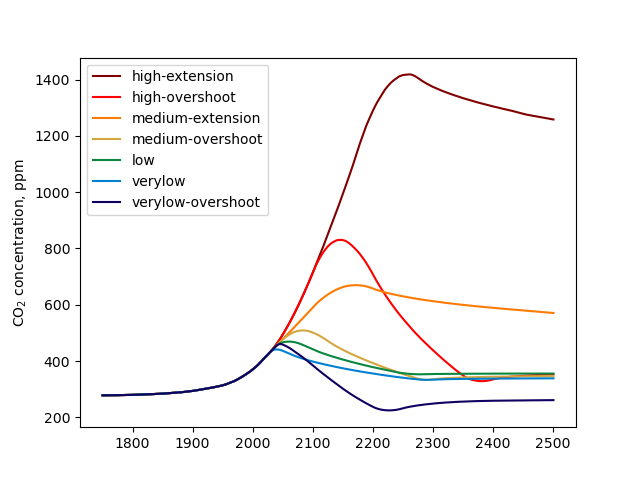 high-extension
high-overshoot
medium-extension
medium-overshoot
low
verylow
verylow-overshoot
CO₂ concentration, ppm
1400
1200
1000
800
600
400
200
1800 1900 2000 2100 2200 2300 2400 2500